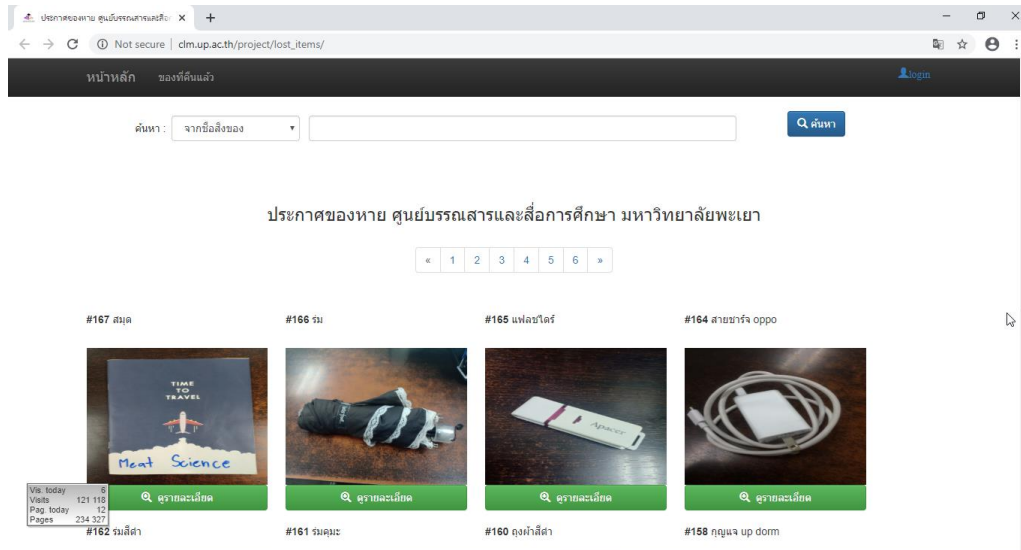 ประกาศของหาย ศูนย์บรรณสารและสื่อ
Not secure | clm.up.ac.th/project/lost_items/
หน้าหลัก ของที่คืนแล้ว login
ค้นหา : จากชื่อสิ่งของ ค้นหา
ประกาศของหาย ศูนย์บรรณสารและสื่อการศึกษา มหาวิทยาลัยพะเยา
« 1 2 3 4 5 6 »
#167 สมุด #166 ร่ม #165 แฟลชไดร์ #164 สายชาร์จ oppo
TIME
TO
TRAVEL
Meat Science
Apacer
ดูรายละเอียด ดูรายละเอียด ดูรายละเอียด ดูรายละเอียด
Vis. today 6
Visits 121 118
Pag. today 12
Pages 234 327
#162 ร่มสีดำ #161 ร่มคุมะ #160 ถุงผ้าสีดำ #158 กุญแจ up dorm